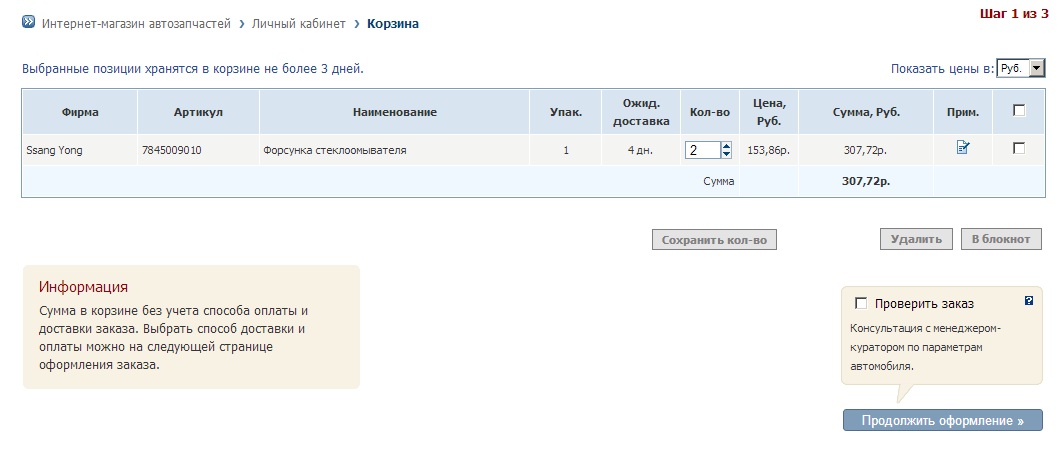 Шаг 1 из 3
Интернет-магазин автозапчастей › Личный кабинет › Корзина
Выбранные позиции хранятся в корзине не более 3 дней. Показать цены в: Руб.
Фирма Артикул Наименование Упак. Ожид. доставка Кол-во Цена, Руб. Сумма, Руб. Прим.
Ssang Yong 7845009010 Форсунка стеклоомывателя 1 4 дн. 2 153,86р. 307,72р.
Сумма 307,72р.
Сохранить кол-во Удалить В блокнот
Информация
Сумма в корзине без учета способа оплаты и
доставки заказа. Выбрать способ доставки и
оплаты можно на следующей странице
оформления заказа.
Проверить заказ ?
Консультация с менеджером-
куратором по параметрам
автомобиля.
Продолжить оформление »